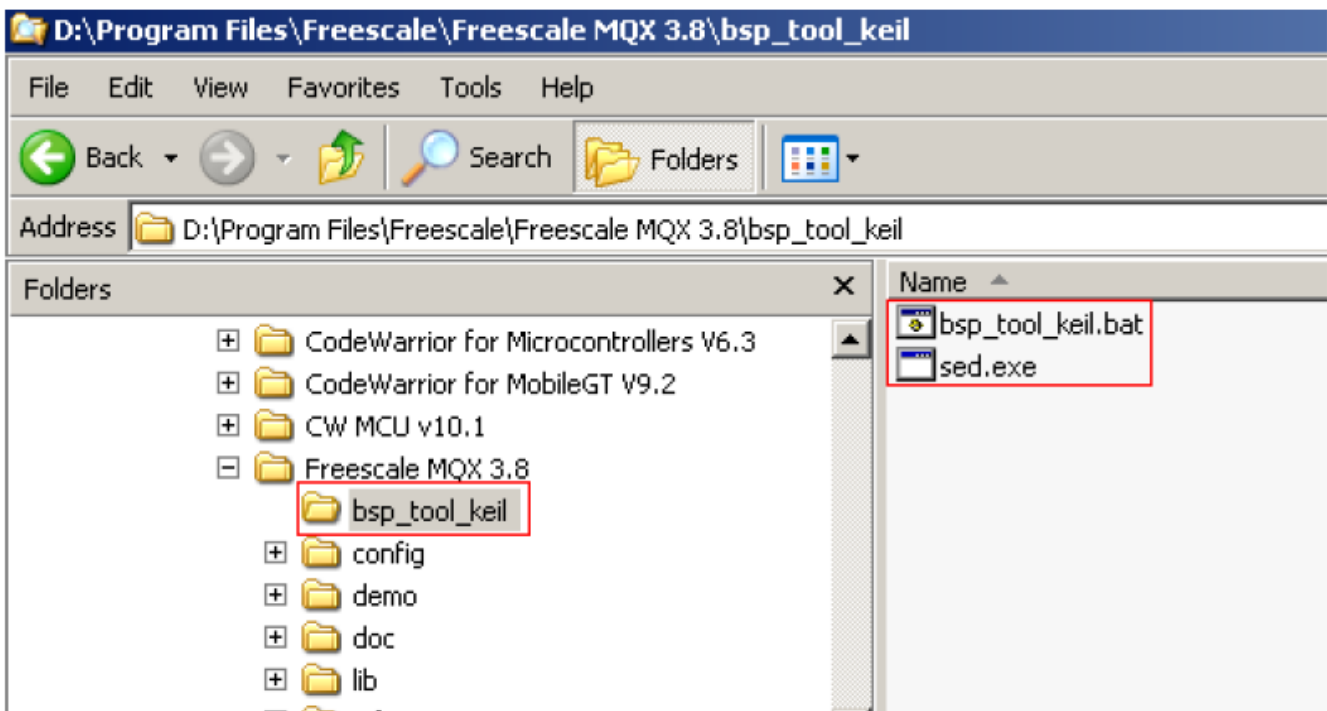 D:\Program Files\Freescale\Freescale MQX 3.8\bsp_tool_keil
File Edit View Favorites Tools Help
Back Search Folders
Address D:\Program Files\Freescale\Freescale MQX 3.8\bsp_tool_keil
Folders
CodeWarrior for Microcontrollers V6.3
CodeWarrior for MobileGT V9.2
CW MCU v10.1
Freescale MQX 3.8
bsp_tool_keil
config
demo
doc
lib
Name
bsp_tool_keil.bat
sed.exe